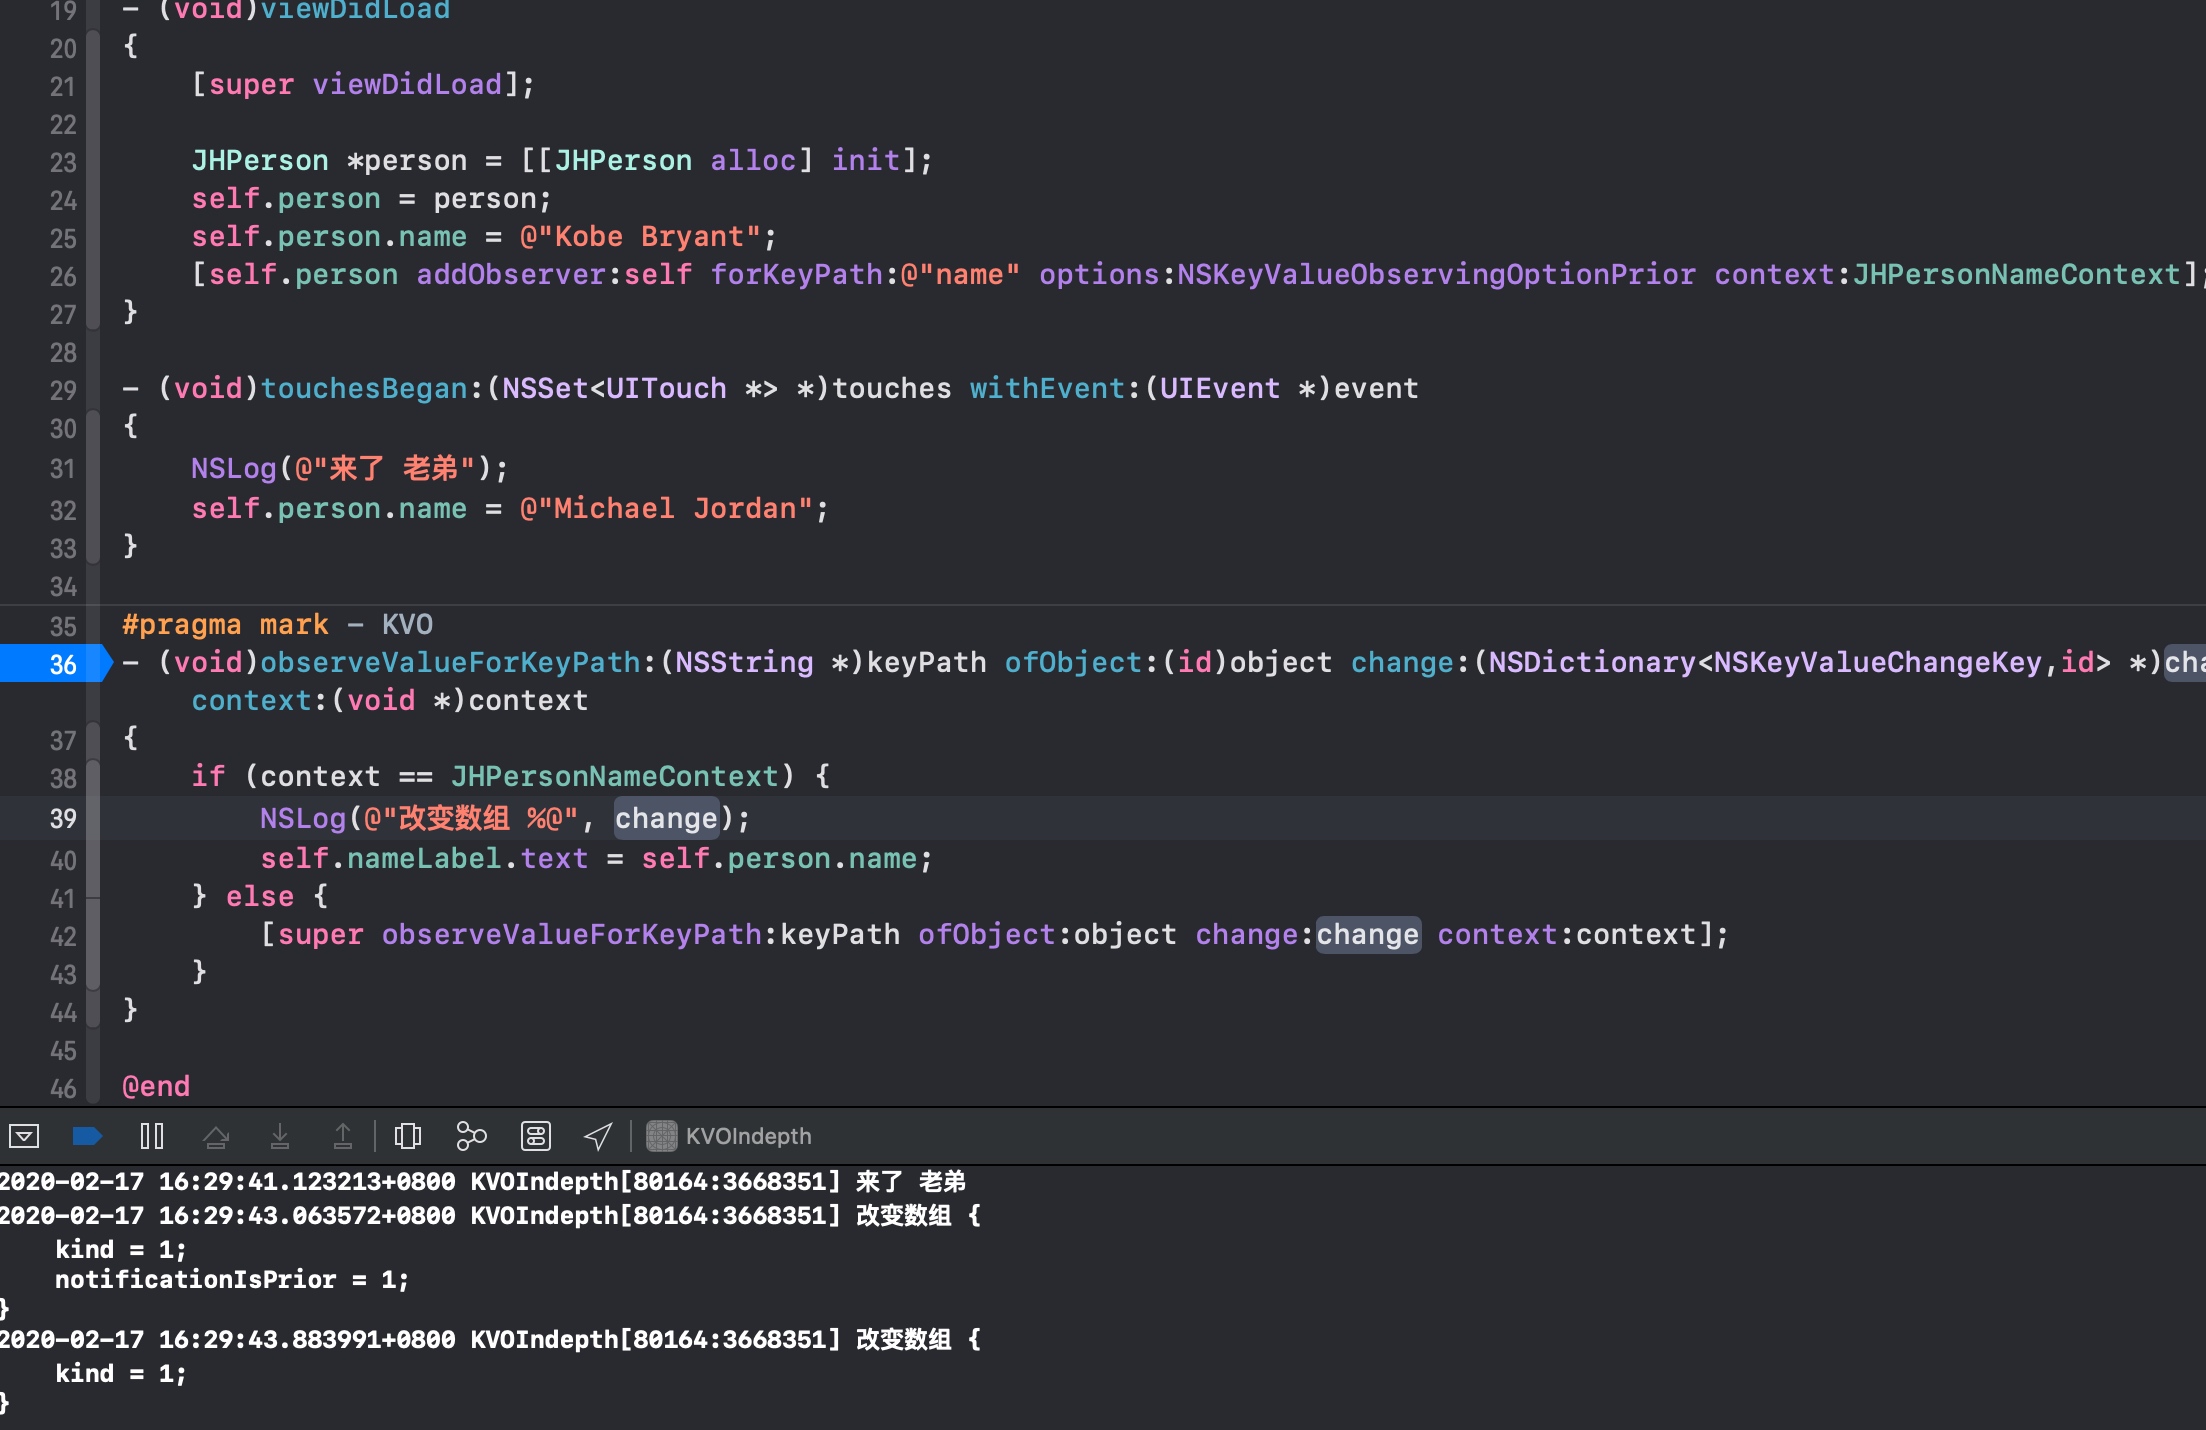 19 - (void)viewDidLoad
20 {
21 [super viewDidLoad];
22
23 JHPerson *person = [[JHPerson alloc] init];
24 self.person = person;
25 self.person.name = @"Kobe Bryant";
26 [self.person addObserver:self forKeyPath:@"name" options:NSKeyValueObservingOptionPrior context:JHPersonNameContext];
27 }
28
29 - (void)touchesBegan:(NSSet<UITouch *> *)touches withEvent:(UIEvent *)event
30 {
31 NSLog(@"来了 老弟");
32 self.person.name = @"Michael Jordan";
33 }
34
35 #pragma mark - KVO
36 - (void)observeValueForKeyPath:(NSString *)keyPath ofObject:(id)object change:(NSDictionary<NSKeyValueChangeKey,id> *)cha
context:(void *)context
37 {
38 if (context == JHPersonNameContext) {
39 NSLog(@"改变数组 %@", change);
40 self.nameLabel.text = self.person.name;
41 } else {
42 [super observeValueForKeyPath:keyPath ofObject:object change:change context:context];
43 }
44 }
45
46 @end
KVOIndepth
2020-02-17 16:29:41.123213+0800 KVOIndepth[80164:3668351] 来了 老弟
2020-02-17 16:29:43.063572+0800 KVOIndepth[80164:3668351] 改变数组 {
kind = 1;
notificationIsPrior = 1;
}
2020-02-17 16:29:43.883991+0800 KVOIndepth[80164:3668351] 改变数组 {
kind = 1;
}